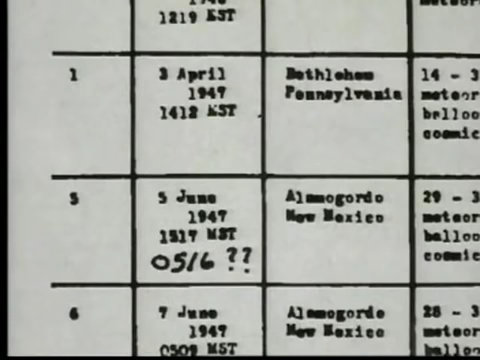 1219 EST
1
3 April
1947
1412 EST
Bethlehem
Pennsylvania
14 - 3
meteor
balloo
cosmic
5
5 June
1947
1517 MST
0516 ??
Alamogordo
New Mexico
29 - 3
meteor
balloo
cosmic
6
7 June
1947
0509 MST
Alamogordo
New Mexico
28 - 3
meteor
balloo